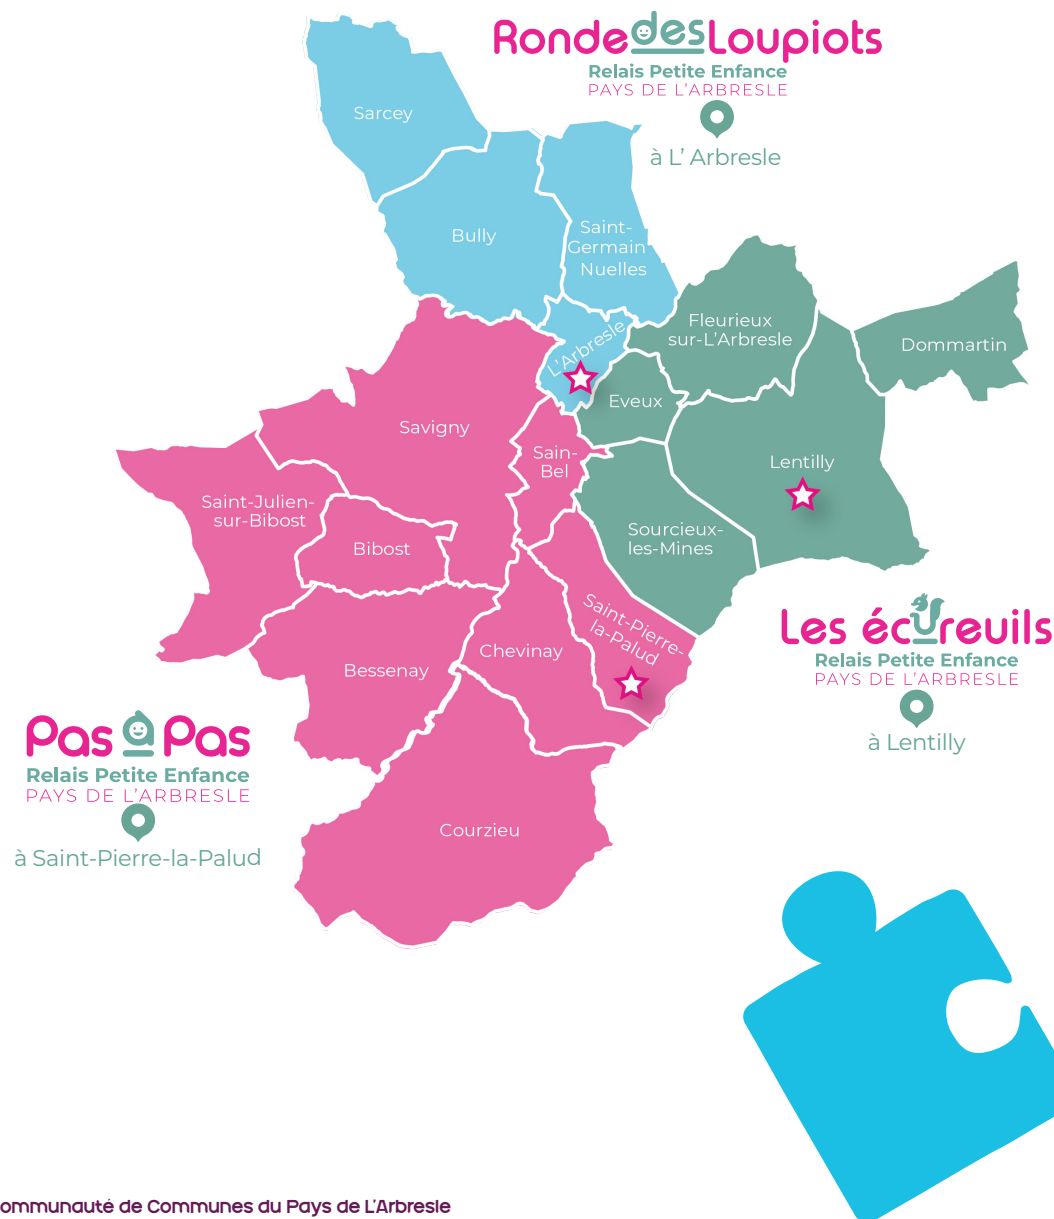 Ronde des Loupiots
Relais Petite Enfance
PAYS DE L'ARBRESLE
à L' Arbresle
Sarcey
Bully
Saint-
Germain
Nuelles
L'Arbresle
Fleurieux
sur-L'Arbresle
Dommartin
Eveux
Savigny
Sain-
Bel
Lentilly
Saint-Julien-
sur-Bibost
Bibost
Sourcieux-
les-Mines
Saint-Pierre-
la-Palud
Chevinay
Bessenay
Courzieu
Les écureuils
Relais Petite Enfance
PAYS DE L'ARBRESLE
à Lentilly
Pas à Pas
Relais Petite Enfance
PAYS DE L'ARBRESLE
à Saint-Pierre-la-Palud
ommunauté de Communes du Pays de L'Arbresle